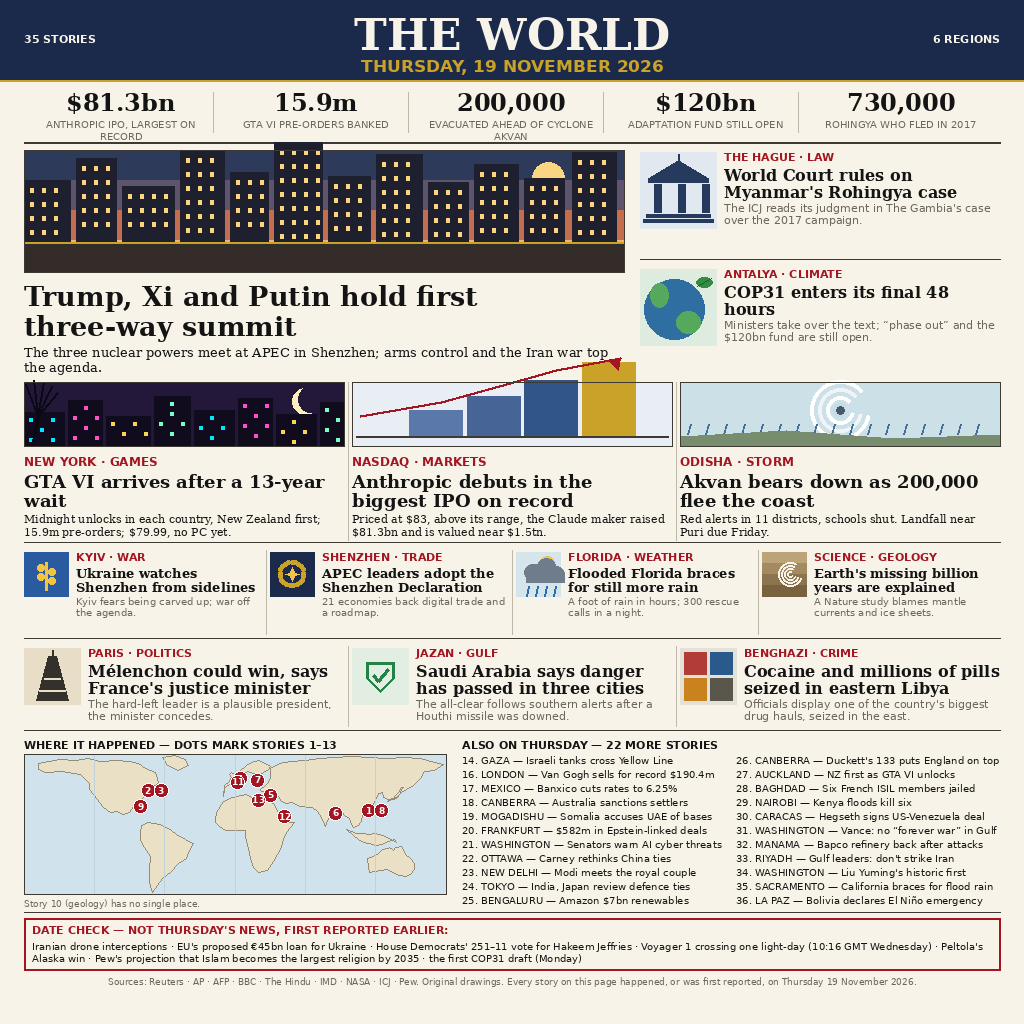 35 STORIES
THE WORLD
THURSDAY, 19 NOVEMBER 2026
6 REGIONS
$81.3bn
ANTHROPIC IPO, LARGEST ON
RECORD
15.9m
GTA VI PRE-ORDERS BANKED
200,000
EVACUATED AHEAD OF CYCLONE
AKVAN
$120bn
ADAPTATION FUND STILL OPEN
730,000
ROHINGYA WHO FLED IN 2017
Trump, Xi and Putin hold first
three-way summit
The three nuclear powers meet at APEC in Shenzhen; arms control and the Iran war top
the agenda.
THE HAGUE · LAW
World Court rules on
Myanmar's Rohingya case
The ICJ reads its judgment in The Gambia's case
over the 2017 campaign.
ANTALYA · CLIMATE
COP31 enters its final 48
hours
Ministers take over the text; “phase out” and the
$120bn fund are still open.
NEW YORK · GAMES
GTA VI arrives after a 13-year
wait
Midnight unlocks in each country, New Zealand first;
15.9m pre-orders; $79.99, no PC yet.
NASDAQ · MARKETS
Anthropic debuts in the
biggest IPO on record
Priced at $83, above its range, the Claude maker raised
$81.3bn and is valued near $1.5tn.
ODISHA · STORM
Akvan bears down as 200,000
flee the coast
Red alerts in 11 districts, schools shut. Landfall near
Puri due Friday.
KYIV · WAR
Ukraine watches
Shenzhen from sidelines
Kyiv fears being carved up; war off
the agenda.
SHENZHEN · TRADE
APEC leaders adopt the
Shenzhen Declaration
21 economies back digital trade and
a roadmap.
FLORIDA · WEATHER
Flooded Florida braces
for still more rain
A foot of rain in hours; 300 rescue
calls in a night.
SCIENCE · GEOLOGY
Earth's missing billion
years are explained
A Nature study blames mantle
currents and ice sheets.
PARIS · POLITICS
Mélenchon could win, says
France's justice minister
The hard-left leader is a plausible president,
the minister concedes.
JAZAN · GULF
Saudi Arabia says danger
has passed in three cities
The all-clear follows southern alerts after a
Houthi missile was downed.
BENGHAZI · CRIME
Cocaine and millions of pills
seized in eastern Libya
Officials display one of the country's biggest
drug hauls, seized in the east.
WHERE IT HAPPENED — DOTS MARK STORIES 1–13
2
3
9
11
7
13
5
12
6
1
8
Story 10 (geology) has no single place.
ALSO ON THURSDAY — 22 MORE STORIES
14. GAZA — Israeli tanks cross Yellow Line
16. LONDON — Van Gogh sells for record $190.4m
17. MEXICO — Banxico cuts rates to 6.25%
18. CANBERRA — Australia sanctions settlers
19. MOGADISHU — Somalia accuses UAE of bases
20. FRANKFURT — $582m in Epstein-linked deals
21. WASHINGTON — Senators warn AI cyber threats
22. OTTAWA — Carney rethinks China ties
23. NEW DELHI — Modi meets the royal couple
24. TOKYO — India, Japan review defence ties
25. BENGALURU — Amazon $7bn renewables
26. CANBERRA — Duckett's 133 puts England on top
27. AUCKLAND — NZ first as GTA VI unlocks
28. BAGHDAD — Six French ISIL members jailed
29. NAIROBI — Kenya floods kill six
30. CARACAS — Hegseth signs US-Venezuela deal
31. WASHINGTON — Vance: no “forever war” in Gulf
32. MANAMA — Bapco refinery back after attacks
33. RIYADH — Gulf leaders: don't strike Iran
34. WASHINGTON — Liu Yuming's historic first
35. SACRAMENTO — California braces for flood rain
36. LA PAZ — Bolivia declares El Niño emergency
DATE CHECK — NOT THURSDAY'S NEWS, FIRST REPORTED EARLIER:
Iranian drone interceptions · EU's proposed €45bn loan for Ukraine · House Democrats' 251–11 vote for Hakeem Jeffries · Voyager 1 crossing one light-day (10:16 GMT Wednesday) · Peltola's
Alaska win · Pew's projection that Islam becomes the largest religion by 2035 · the first COP31 draft (Monday)
Sources: Reuters · AP · AFP · BBC · The Hindu · IMD · NASA · ICJ · Pew. Original drawings. Every story on this page happened, or was first reported, on Thursday 19 November 2026.